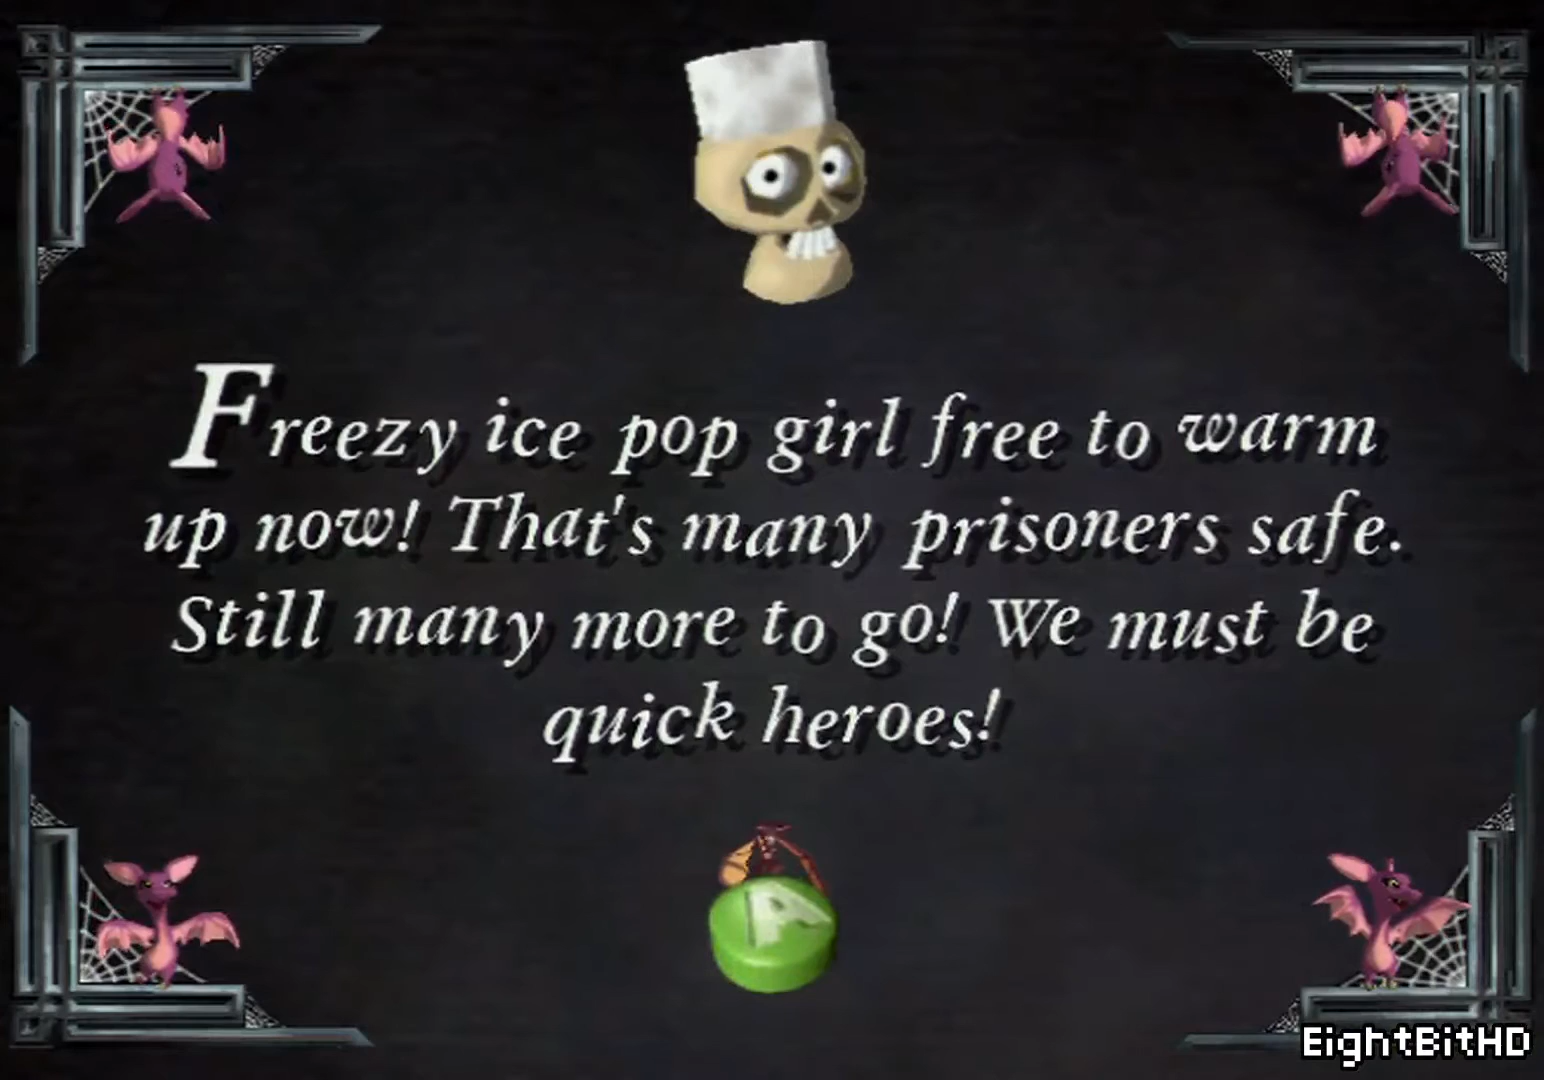 Freezy ice pop girl free to warm
up now! That's many prisoners safe.
Still many more to go! We must be
quick heroes!
A
EightBitHD